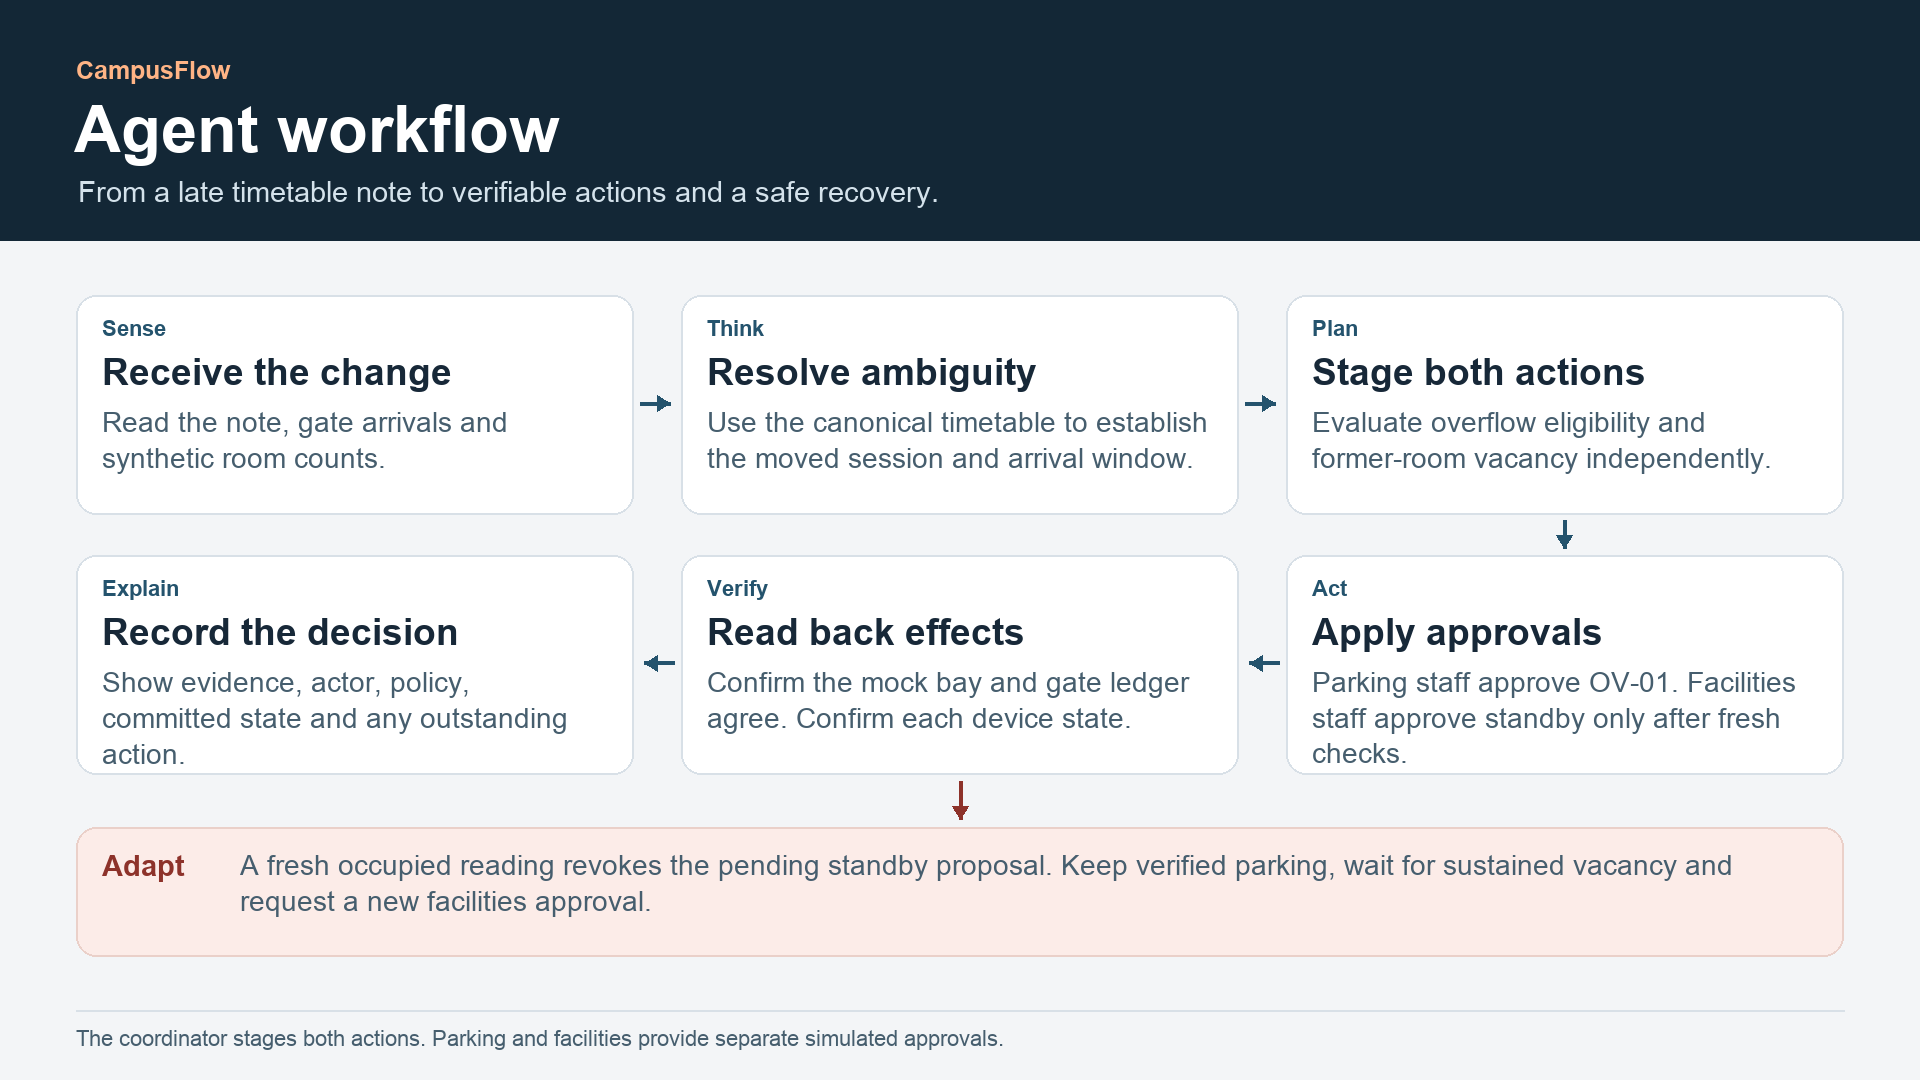 CampusFlow
Agent workflow
From a late timetable note to verifiable actions and a safe recovery.
Sense
Receive the change
Read the note, gate arrivals and
synthetic room counts.
Think
Resolve ambiguity
Use the canonical timetable to establish
the moved session and arrival window.
Plan
Stage both actions
Evaluate overflow eligibility and
former-room vacancy independently.
Explain
Record the decision
Show evidence, actor, policy,
committed state and any outstanding
action.
Verify
Read back effects
Confirm the mock bay and gate ledger
agree. Confirm each device state.
Act
Apply approvals
Parking staff approve OV-01. Facilities
staff approve standby only after fresh
checks.
Adapt
A fresh occupied reading revokes the pending standby proposal. Keep verified parking, wait for sustained vacancy and
request a new facilities approval.
The coordinator stages both actions. Parking and facilities provide separate simulated approvals.